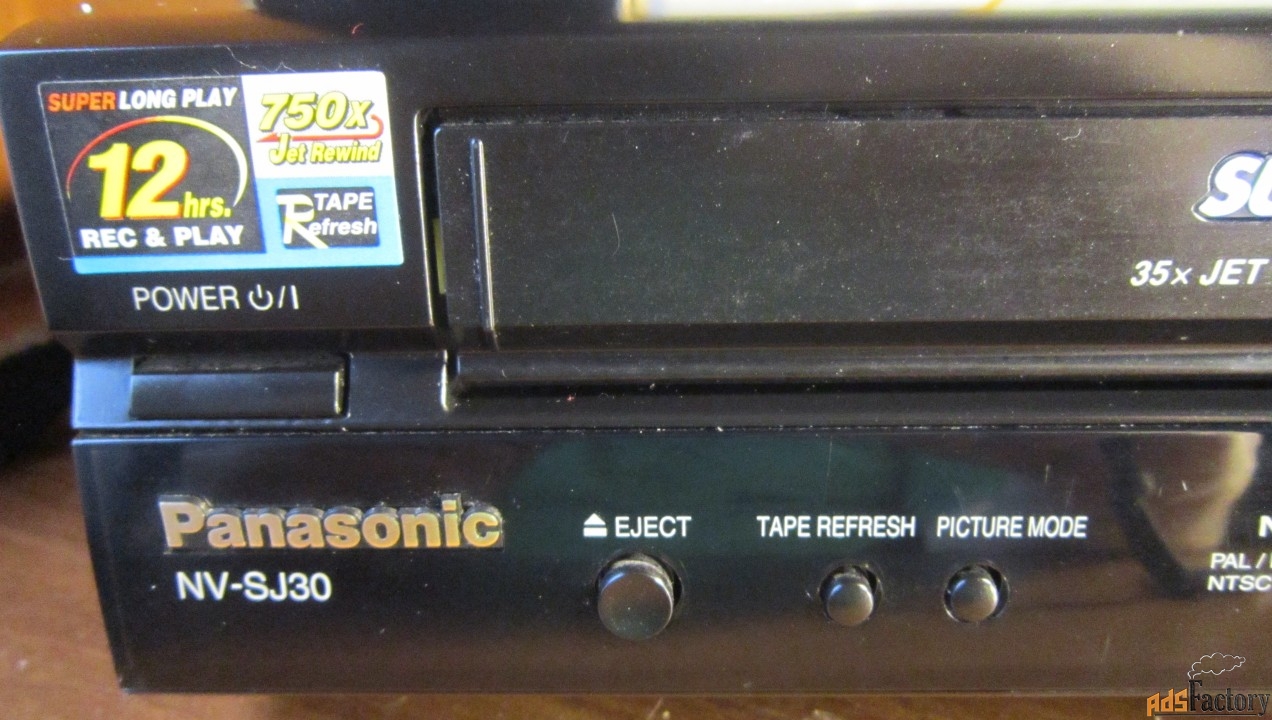 SUPER LONG PLAY
12 hrs.
REC & PLAY
750x
Jet Rewind
TAPE
Refresh
POWER ⏻/I
35x JET
Panasonic
NV-SJ30
⏏ EJECT
TAPE REFRESH
PICTURE MODE
PAL /
NTSC
AdsFactory